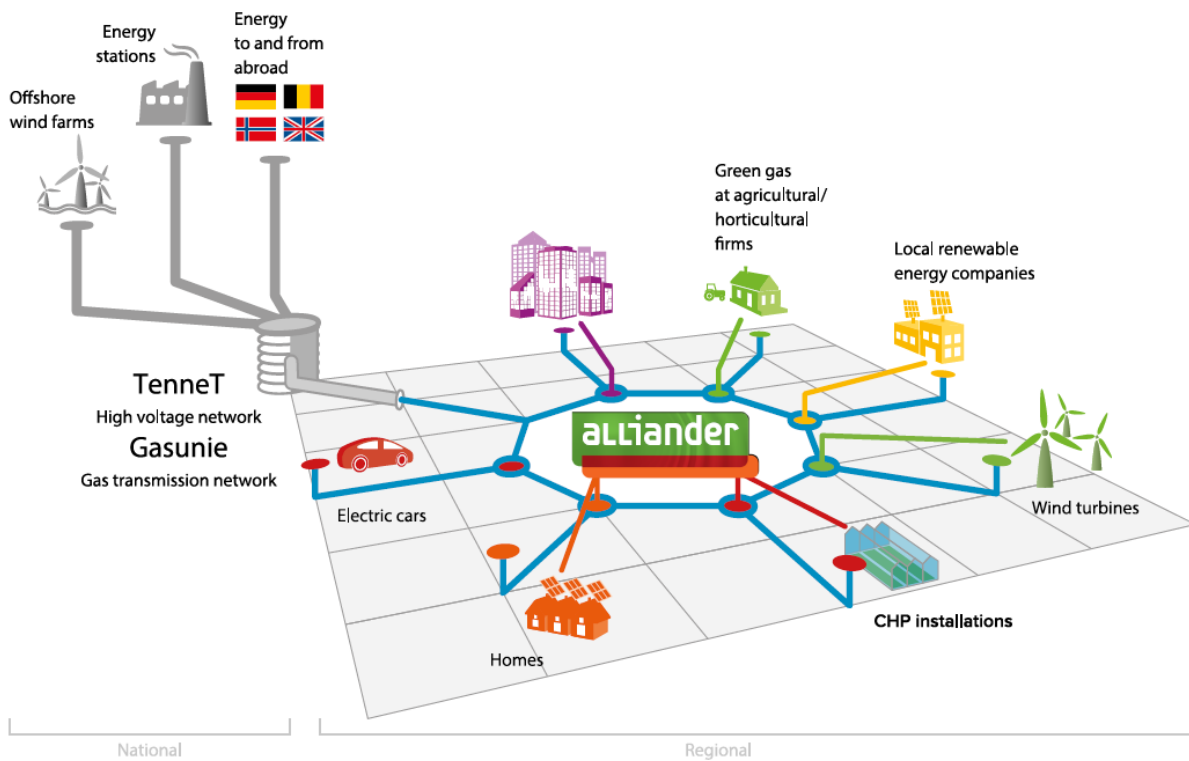 Energy
stations
Energy
to and from
abroad
Offshore
wind farms
Green gas
at agricultural/
horticultural
firms
Local renewable
energy companies
TenneT
High voltage network
Gasunie
Gas transmission network
alliander
Electric cars
Wind turbines
CHP installations
Homes
National
Regional